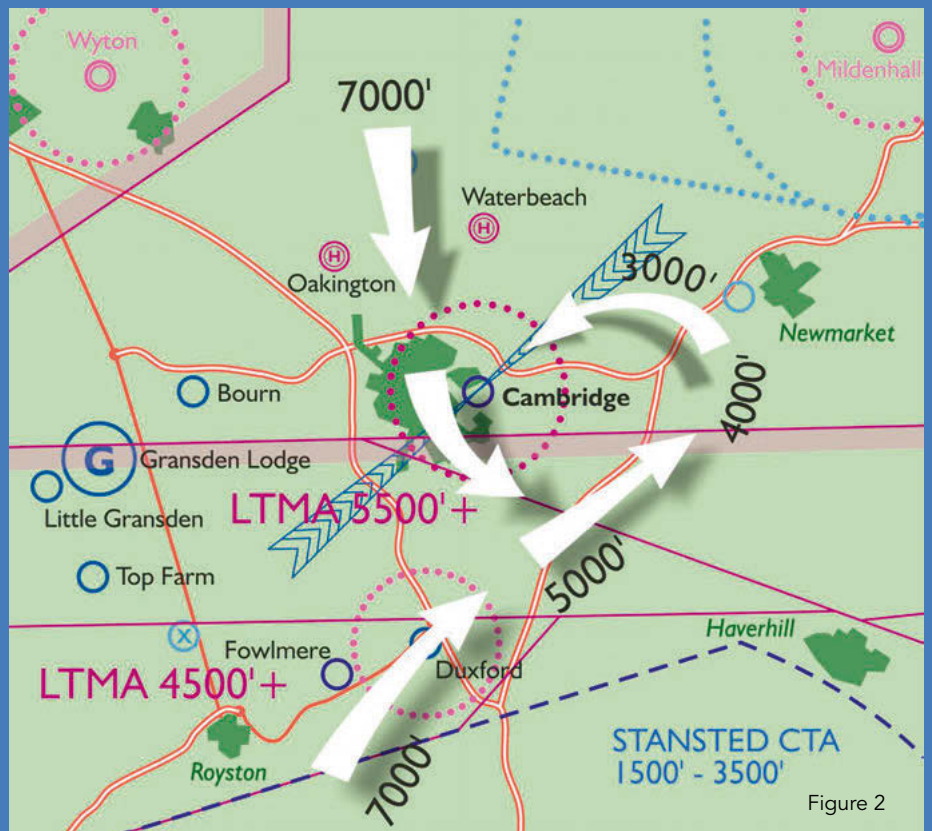 Wyton
7000'
Mildenhall
Waterbeach
H
H
Oakington
3000'
Newmarket
Bourn
Cambridge
4000'
G
Gransden Lodge
Little Gransden
LTMA 5500'+
Top Farm
5000'
X
Fowlmere
Haverhill
Duxford
LTMA 4500'+
Royston
7000'
STANSTED CTA
1500' - 3500'
Figure 2